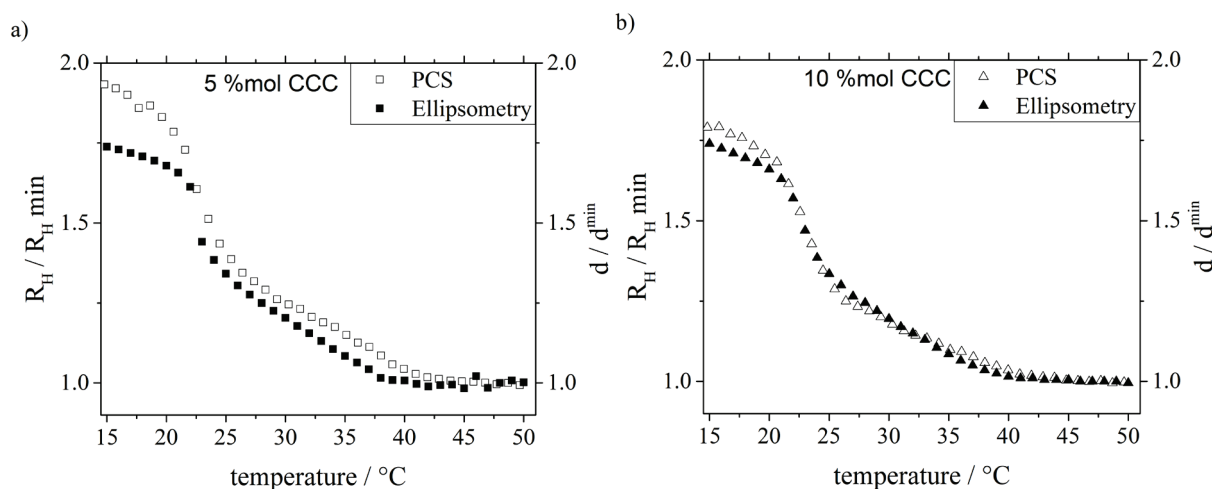 a)
5 %mol CCC
PCS
Ellipsometry
2.0
1.5
1.0
2.0
1.5
1.0
R_H / R_H min
d / d^min
15 20 25 30 35 40 45 50
temperature / °C
b)
10 %mol CCC
PCS
Ellipsometry
2.0
1.5
1.0
2.0
1.5
1.0
R_H / R_H min
d / d^min
15 20 25 30 35 40 45 50
temperature / °C